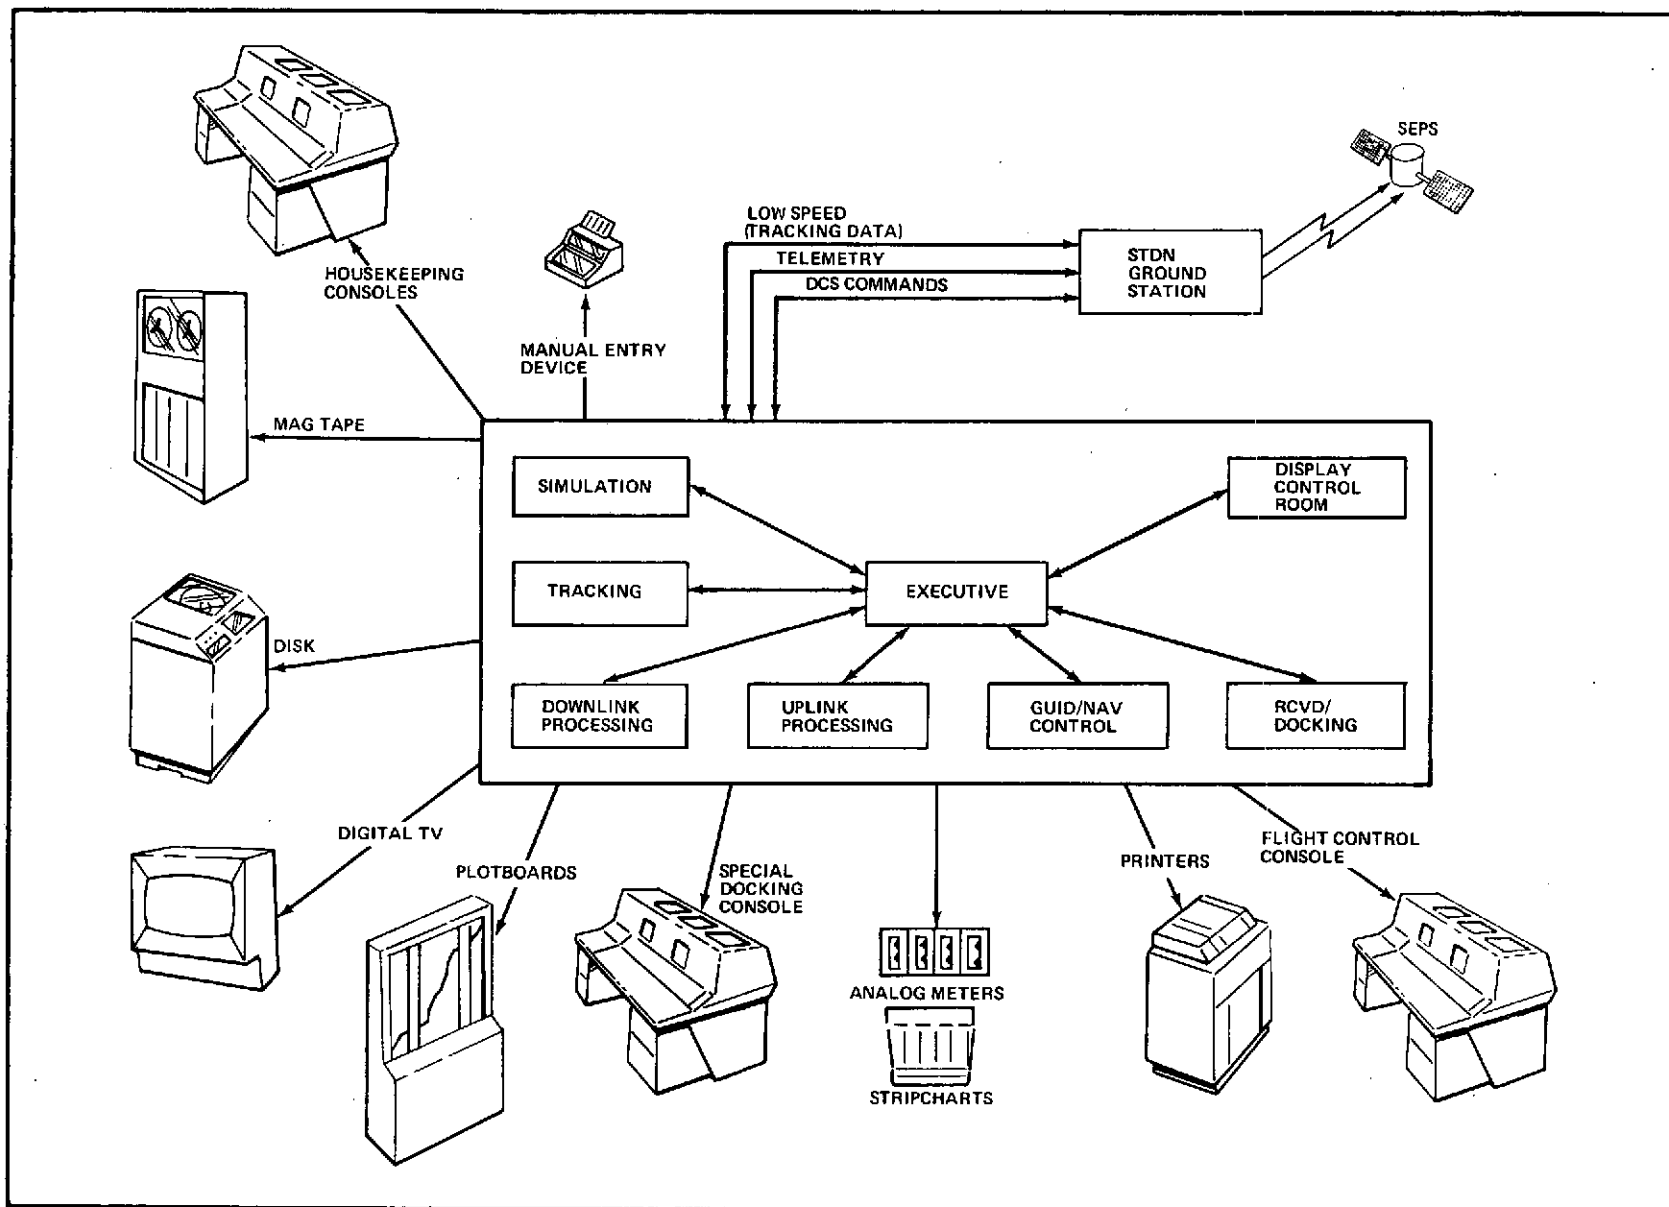 SEPS
LOW SPEED
(TRACKING DATA)
TELEMETRY
DCS COMMANDS
STDN
GROUND
STATION
HOUSEKEEPING
CONSOLES
MANUAL ENTRY
DEVICE
MAG TAPE
SIMULATION
DISPLAY
CONTROL
ROOM
TRACKING
EXECUTIVE
DISK
DOWNLINK
PROCESSING
UPLINK
PROCESSING
GUID/NAV
CONTROL
RCVD/
DOCKING
DIGITAL TV
PLOTBOARDS
SPECIAL
DOCKING
CONSOLE
PRINTERS
FLIGHT CONTROL
CONSOLE
ANALOG METERS
STRIPCHARTS